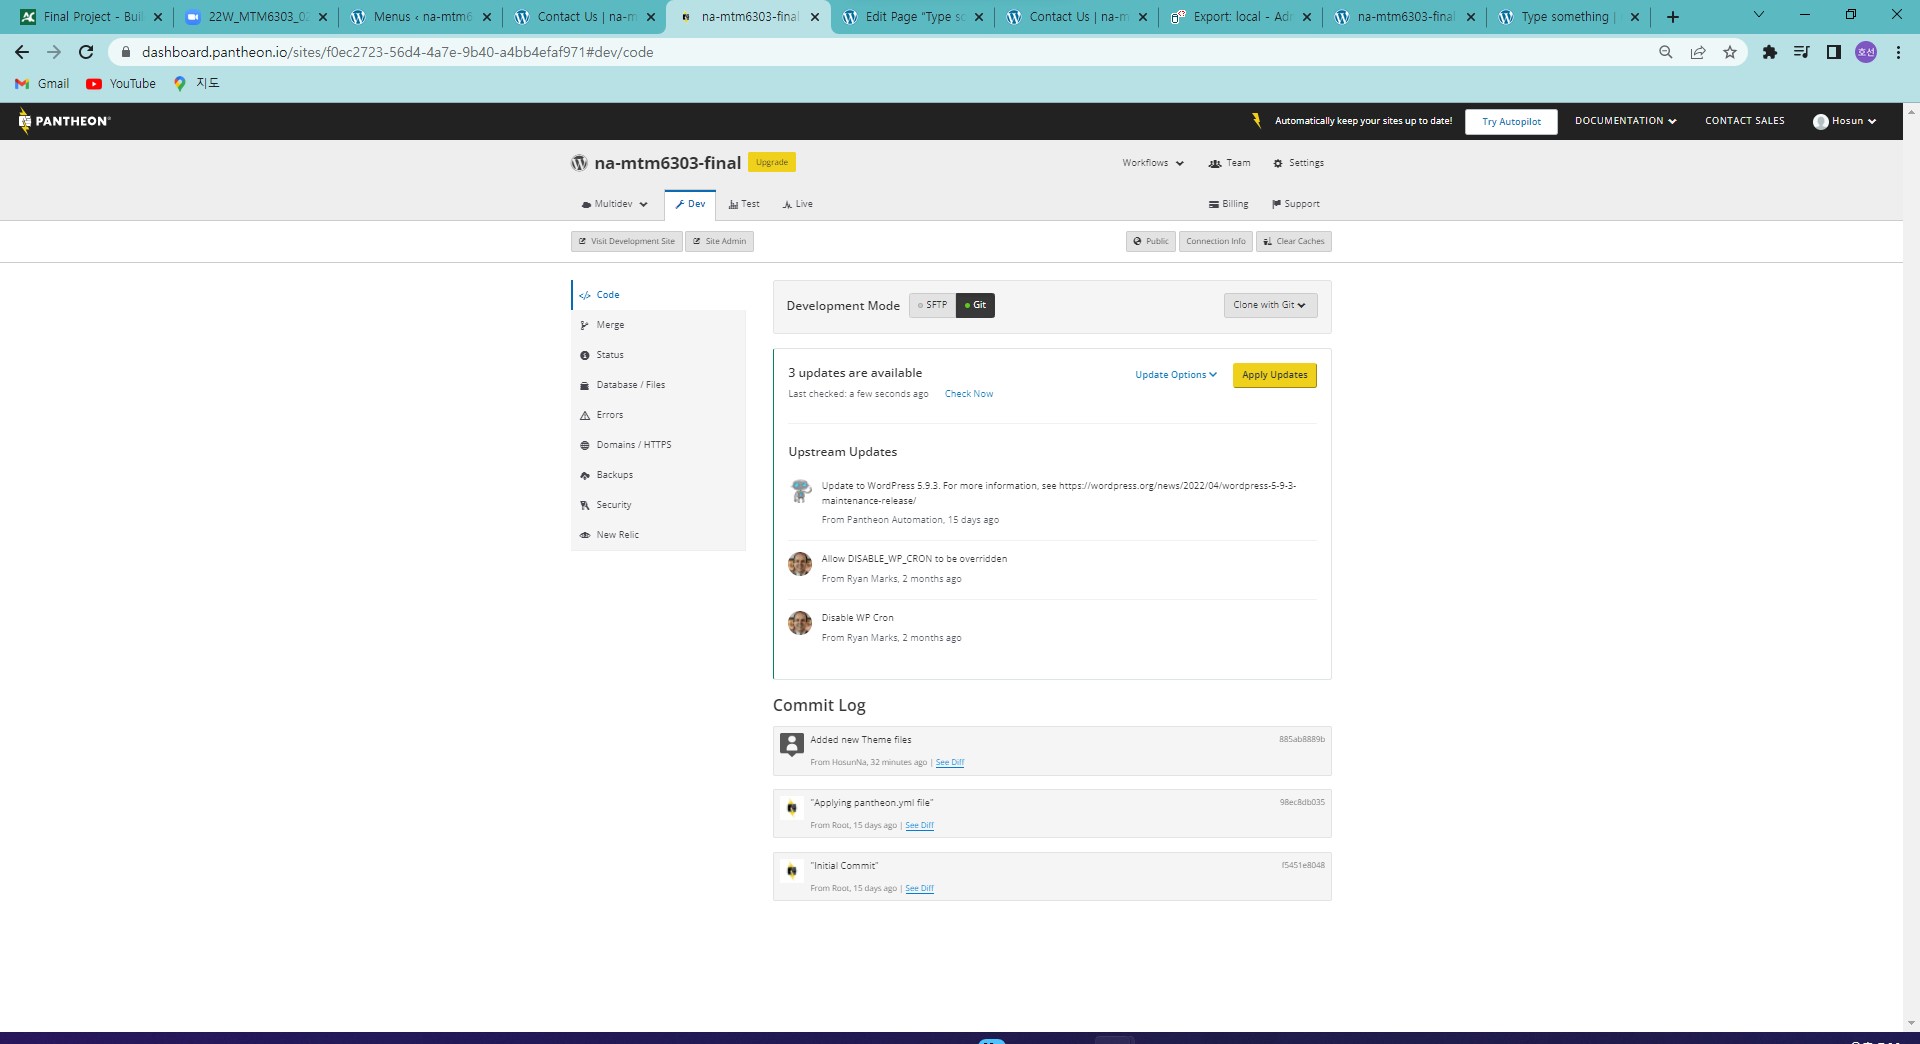 Final Project - Buil
22W_MTM6303_02
Menus ‹ na-mtm6
Contact Us | na-m
na-mtm6303-final
Edit Page "Type so
Contact Us | na-m
Export: local - Adm
na-mtm6303-final
Type something |
dashboard.pantheon.io/sites/f0ec2723-56d4-4a7e-9b40-a4bb4efaf971#dev/code
호선
Gmail
YouTube
지도
PANTHEON
Automatically keep your sites up to date!
Try Autopilot
DOCUMENTATION
CONTACT SALES
Hosun
na-mtm6303-final
Upgrade
Workflows
Team
Settings
Multidev
Dev
Test
Live
Billing
Support
Visit Development Site
Site Admin
Public
Connection Info
Clear Caches
Code
Merge
Status
Database / Files
Errors
Domains / HTTPS
Backups
Security
New Relic
Development Mode
SFTP
Git
Clone with Git
3 updates are available
Update Options
Apply Updates
Last checked: a few seconds ago
Check Now
Upstream Updates
Update to WordPress 5.9.3. For more information, see https://wordpress.org/news/2022/04/wordpress-5-9-3-
maintenance-release/
From Pantheon Automation, 15 days ago
Allow DISABLE_WP_CRON to be overridden
From Ryan Marks, 2 months ago
Disable WP Cron
From Ryan Marks, 2 months ago
Commit Log
Added new Theme files
885ab8889b
From HosunNa, 32 minutes ago | See Diff
"Applying pantheon.yml file"
98ec8db035
From Root, 15 days ago | See Diff
"Initial Commit"
f5451e8048
From Root, 15 days ago | See Diff